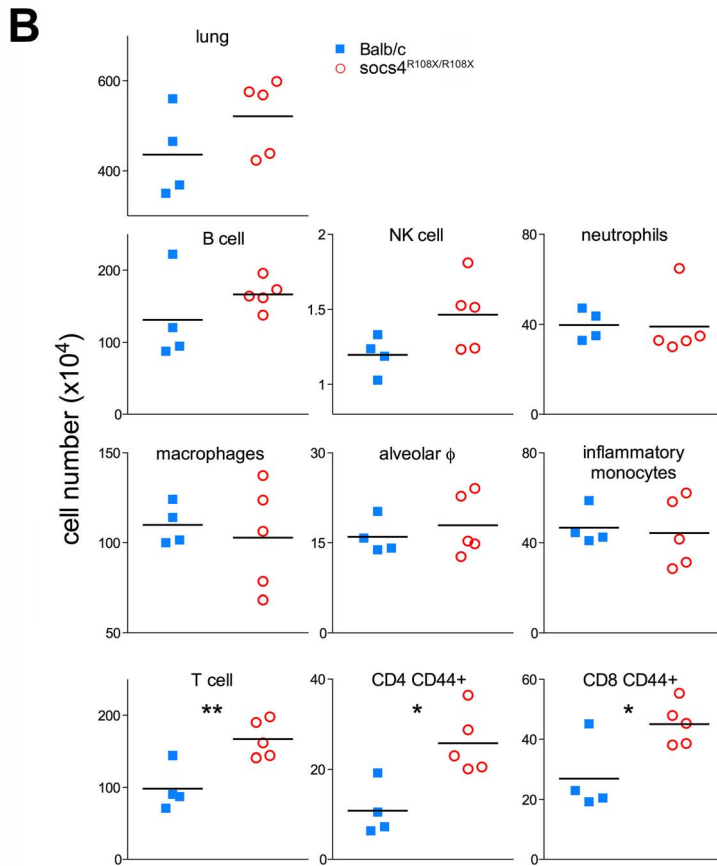 B
lung
Balb/c
socs4R108X/R108X
600
400
cell number (x10⁴)
B cell
NK cell
neutrophils
200
100
0
2
1.5
1
80
40
0
macrophages
alveolar ϕ
inflammatory
monocytes
150
100
50
30
15
0
80
40
0
T cell
CD4 CD44+
CD8 CD44+
**
*
*
200
100
0
40
20
0
60
40
20
0